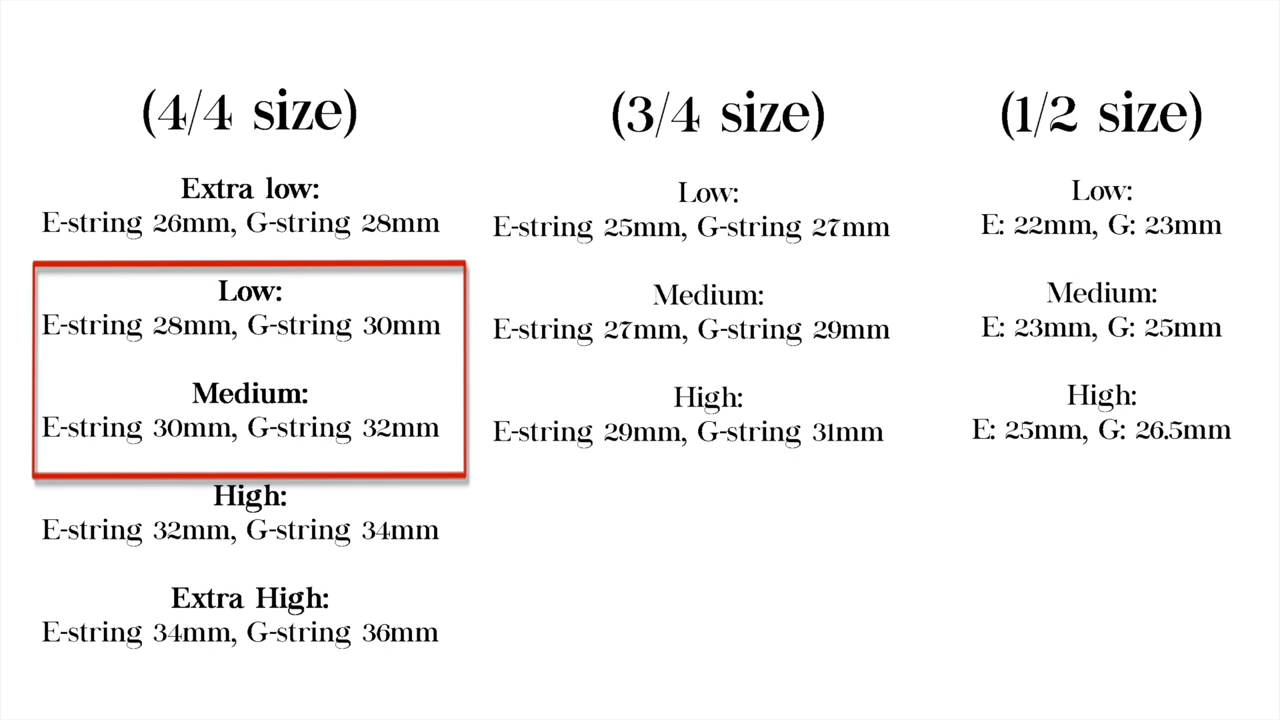 (4/4 size)
Extra low:
E-string 26mm, G-string 28mm
Low:
E-string 28mm, G-string 30mm
Medium:
E-string 30mm, G-string 32mm
High:
E-string 32mm, G-string 34mm
Extra High:
E-string 34mm, G-string 36mm
(3/4 size)
Low:
E-string 25mm, G-string 27mm
Medium:
E-string 27mm, G-string 29mm
High:
E-string 29mm, G-string 31mm
(1/2 size)
Low:
E: 22mm, G: 23mm
Medium:
E: 23mm, G: 25mm
High:
E: 25mm, G: 26.5mm